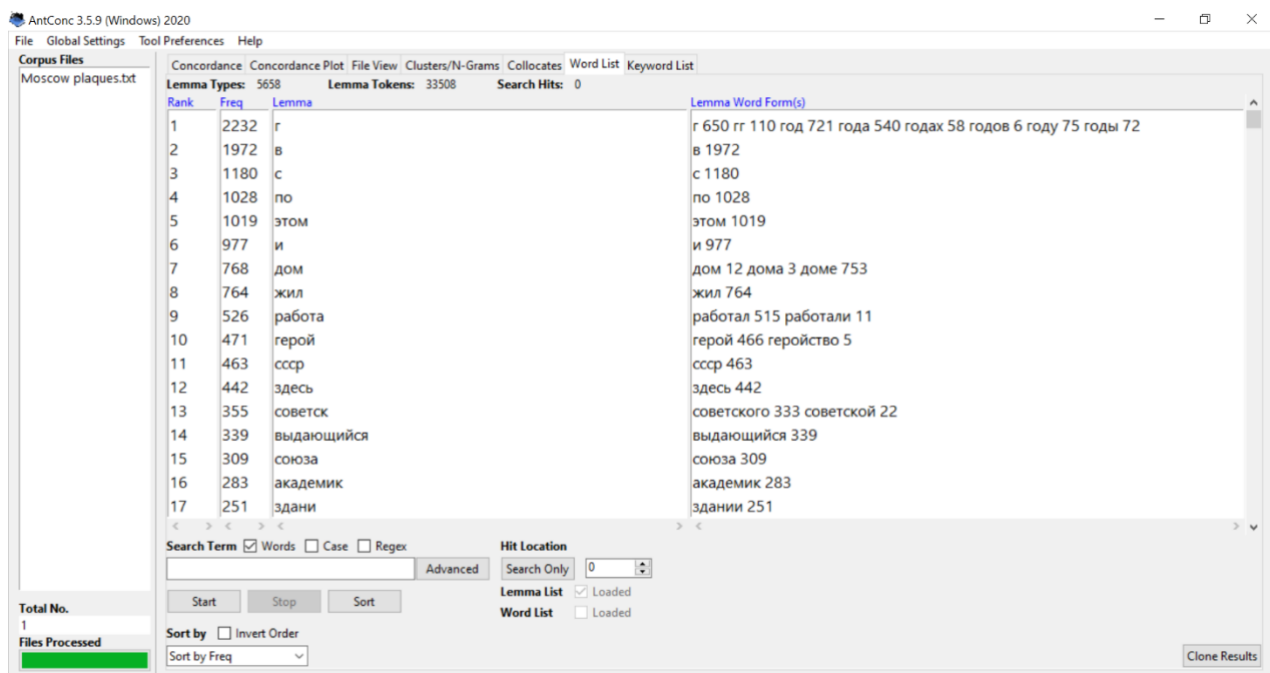 AntConc 3.5.9 (Windows) 2020
File Global Settings Tool Preferences Help
Corpus Files
Moscow plaques.txt
Concordance Concordance Plot File View Clusters/N-Grams Collocates Word List Keyword List
Lemma Types: 5658 Lemma Tokens: 33508 Search Hits: 0
Rank Freq Lemma Lemma Word Form(s)
1 2232 г г 650 гг 110 год 721 года 540 годах 58 годов 6 году 75 годы 72
2 1972 в в 1972
3 1180 с с 1180
4 1028 по по 1028
5 1019 этом этом 1019
6 977 и и 977
7 768 дом дом 12 дома 3 доме 753
8 764 жил жил 764
9 526 работа работал 515 работали 11
10 471 герой герой 466 геройство 5
11 463 ссср ссср 463
12 442 здесь здесь 442
13 355 советск советского 333 советской 22
14 339 выдающийся выдающийся 339
15 309 союза союза 309
16 283 академик академик 283
17 251 здани здании 251
Search Term Words Case Regex Hit Location
Advanced Search Only 0
Start Stop Sort Lemma List Loaded
Word List Loaded
Total No.
1
Files Processed
Sort by Invert Order
Sort by Freq Clone Results